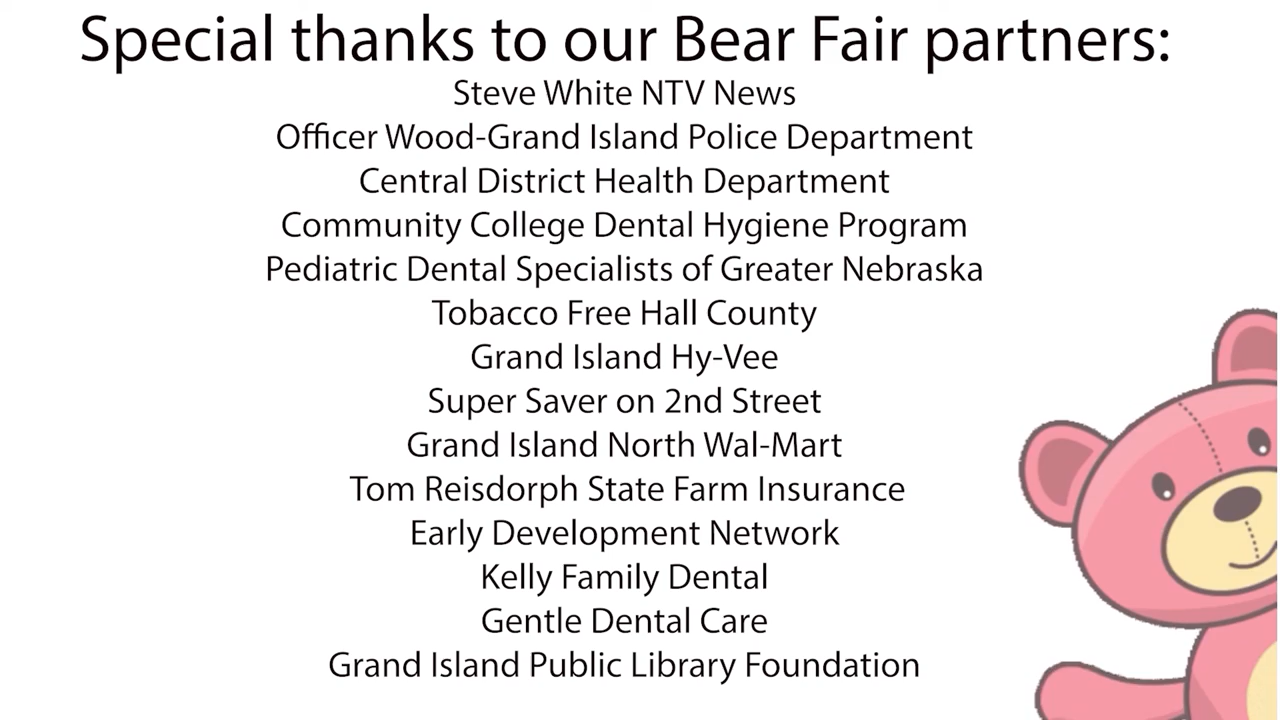 Special thanks to our Bear Fair partners:
Steve White NTV News
Officer Wood-Grand Island Police Department
Central District Health Department
Community College Dental Hygiene Program
Pediatric Dental Specialists of Greater Nebraska
Tobacco Free Hall County
Grand Island Hy-Vee
Super Saver on 2nd Street
Grand Island North Wal-Mart
Tom Reisdorph State Farm Insurance
Early Development Network
Kelly Family Dental
Gentle Dental Care
Grand Island Public Library Foundation